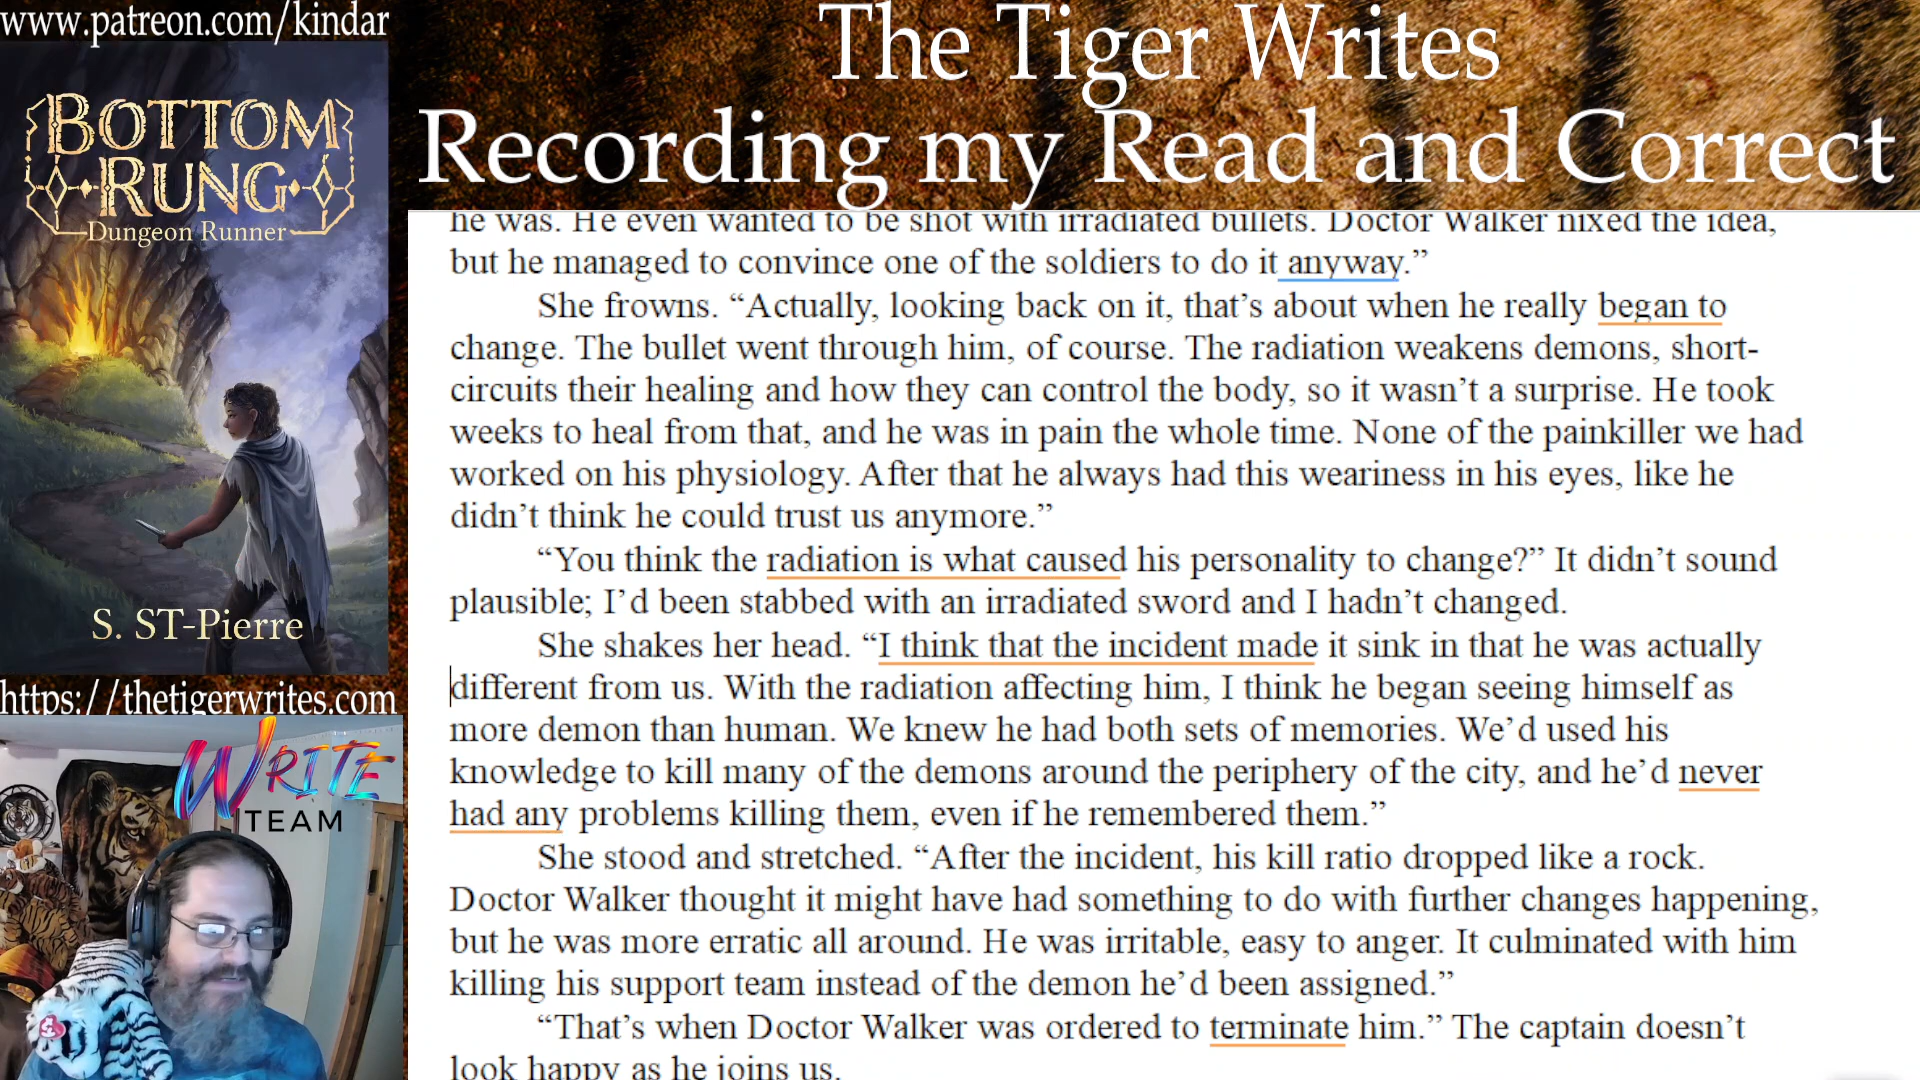 www.patreon.com/kindar
BOTTOM
RUNG
Dungeon Runner
S. ST-Pierre
https://thetigerwrites.com
WRITE
TEAM
The Tiger Writes
Recording my Read and Correct
he was. He even wanted to be shot with irradiated bullets. Doctor Walker nixed the idea,
but he managed to convince one of the soldiers to do it anyway.”
She frowns. “Actually, looking back on it, that’s about when he really began to
change. The bullet went through him, of course. The radiation weakens demons, short-
circuits their healing and how they can control the body, so it wasn’t a surprise. He took
weeks to heal from that, and he was in pain the whole time. None of the painkiller we had
worked on his physiology. After that he always had this weariness in his eyes, like he
didn’t think he could trust us anymore.”
“You think the radiation is what caused his personality to change?” It didn’t sound
plausible; I’d been stabbed with an irradiated sword and I hadn’t changed.
She shakes her head. “I think that the incident made it sink in that he was actually
different from us. With the radiation affecting him, I think he began seeing himself as
more demon than human. We knew he had both sets of memories. We’d used his
knowledge to kill many of the demons around the periphery of the city, and he’d never
had any problems killing them, even if he remembered them.”
She stood and stretched. “After the incident, his kill ratio dropped like a rock.
Doctor Walker thought it might have had something to do with further changes happening,
but he was more erratic all around. He was irritable, easy to anger. It culminated with him
killing his support team instead of the demon he’d been assigned.”
“That’s when Doctor Walker was ordered to terminate him.” The captain doesn’t
look happy as he joins us.